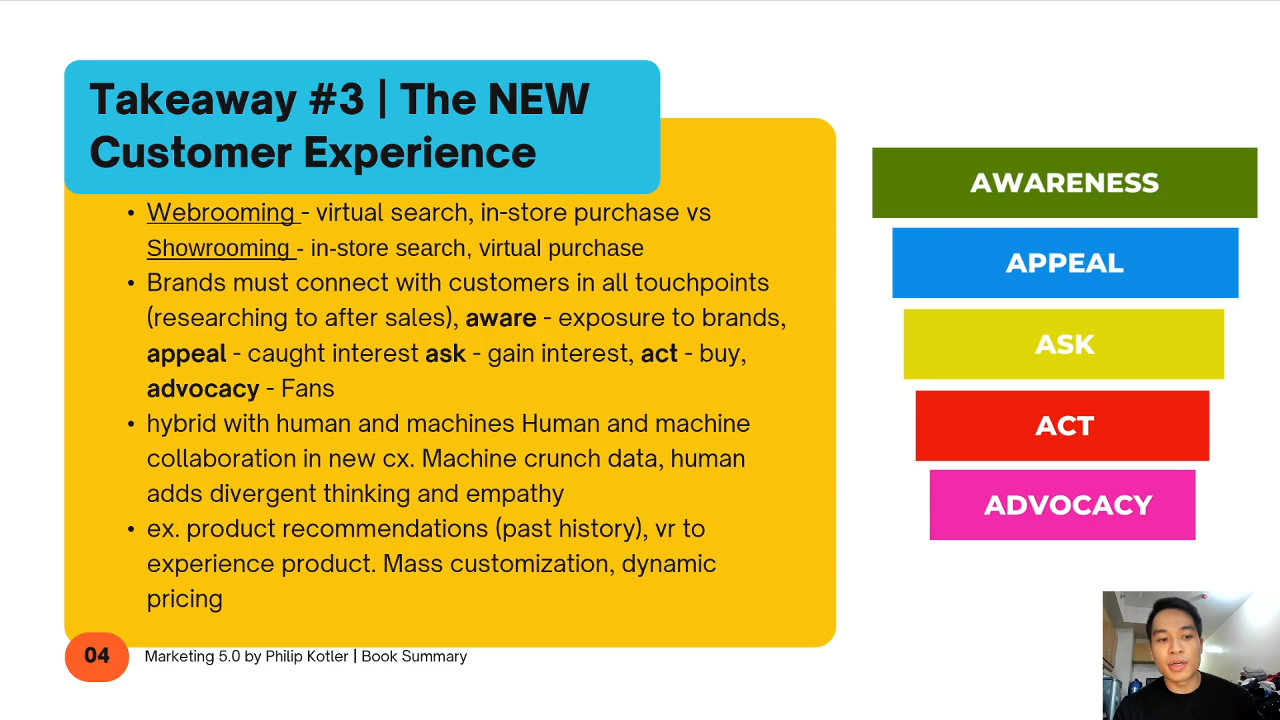 Takeaway #3 | The NEW
Customer Experience
• Webrooming - virtual search, in-store purchase vs
Showrooming - in-store search, virtual purchase
• Brands must connect with customers in all touchpoints
(researching to after sales), aware - exposure to brands,
appeal - caught interest ask - gain interest, act - buy,
advocacy - Fans
• hybrid with human and machines Human and machine
collaboration in new cx. Machine crunch data, human
adds divergent thinking and empathy
• ex. product recommendations (past history), vr to
experience product. Mass customization, dynamic
pricing
AWARENESS
APPEAL
ASK
ACT
ADVOCACY
04
Marketing 5.0 by Philip Kotler | Book Summary